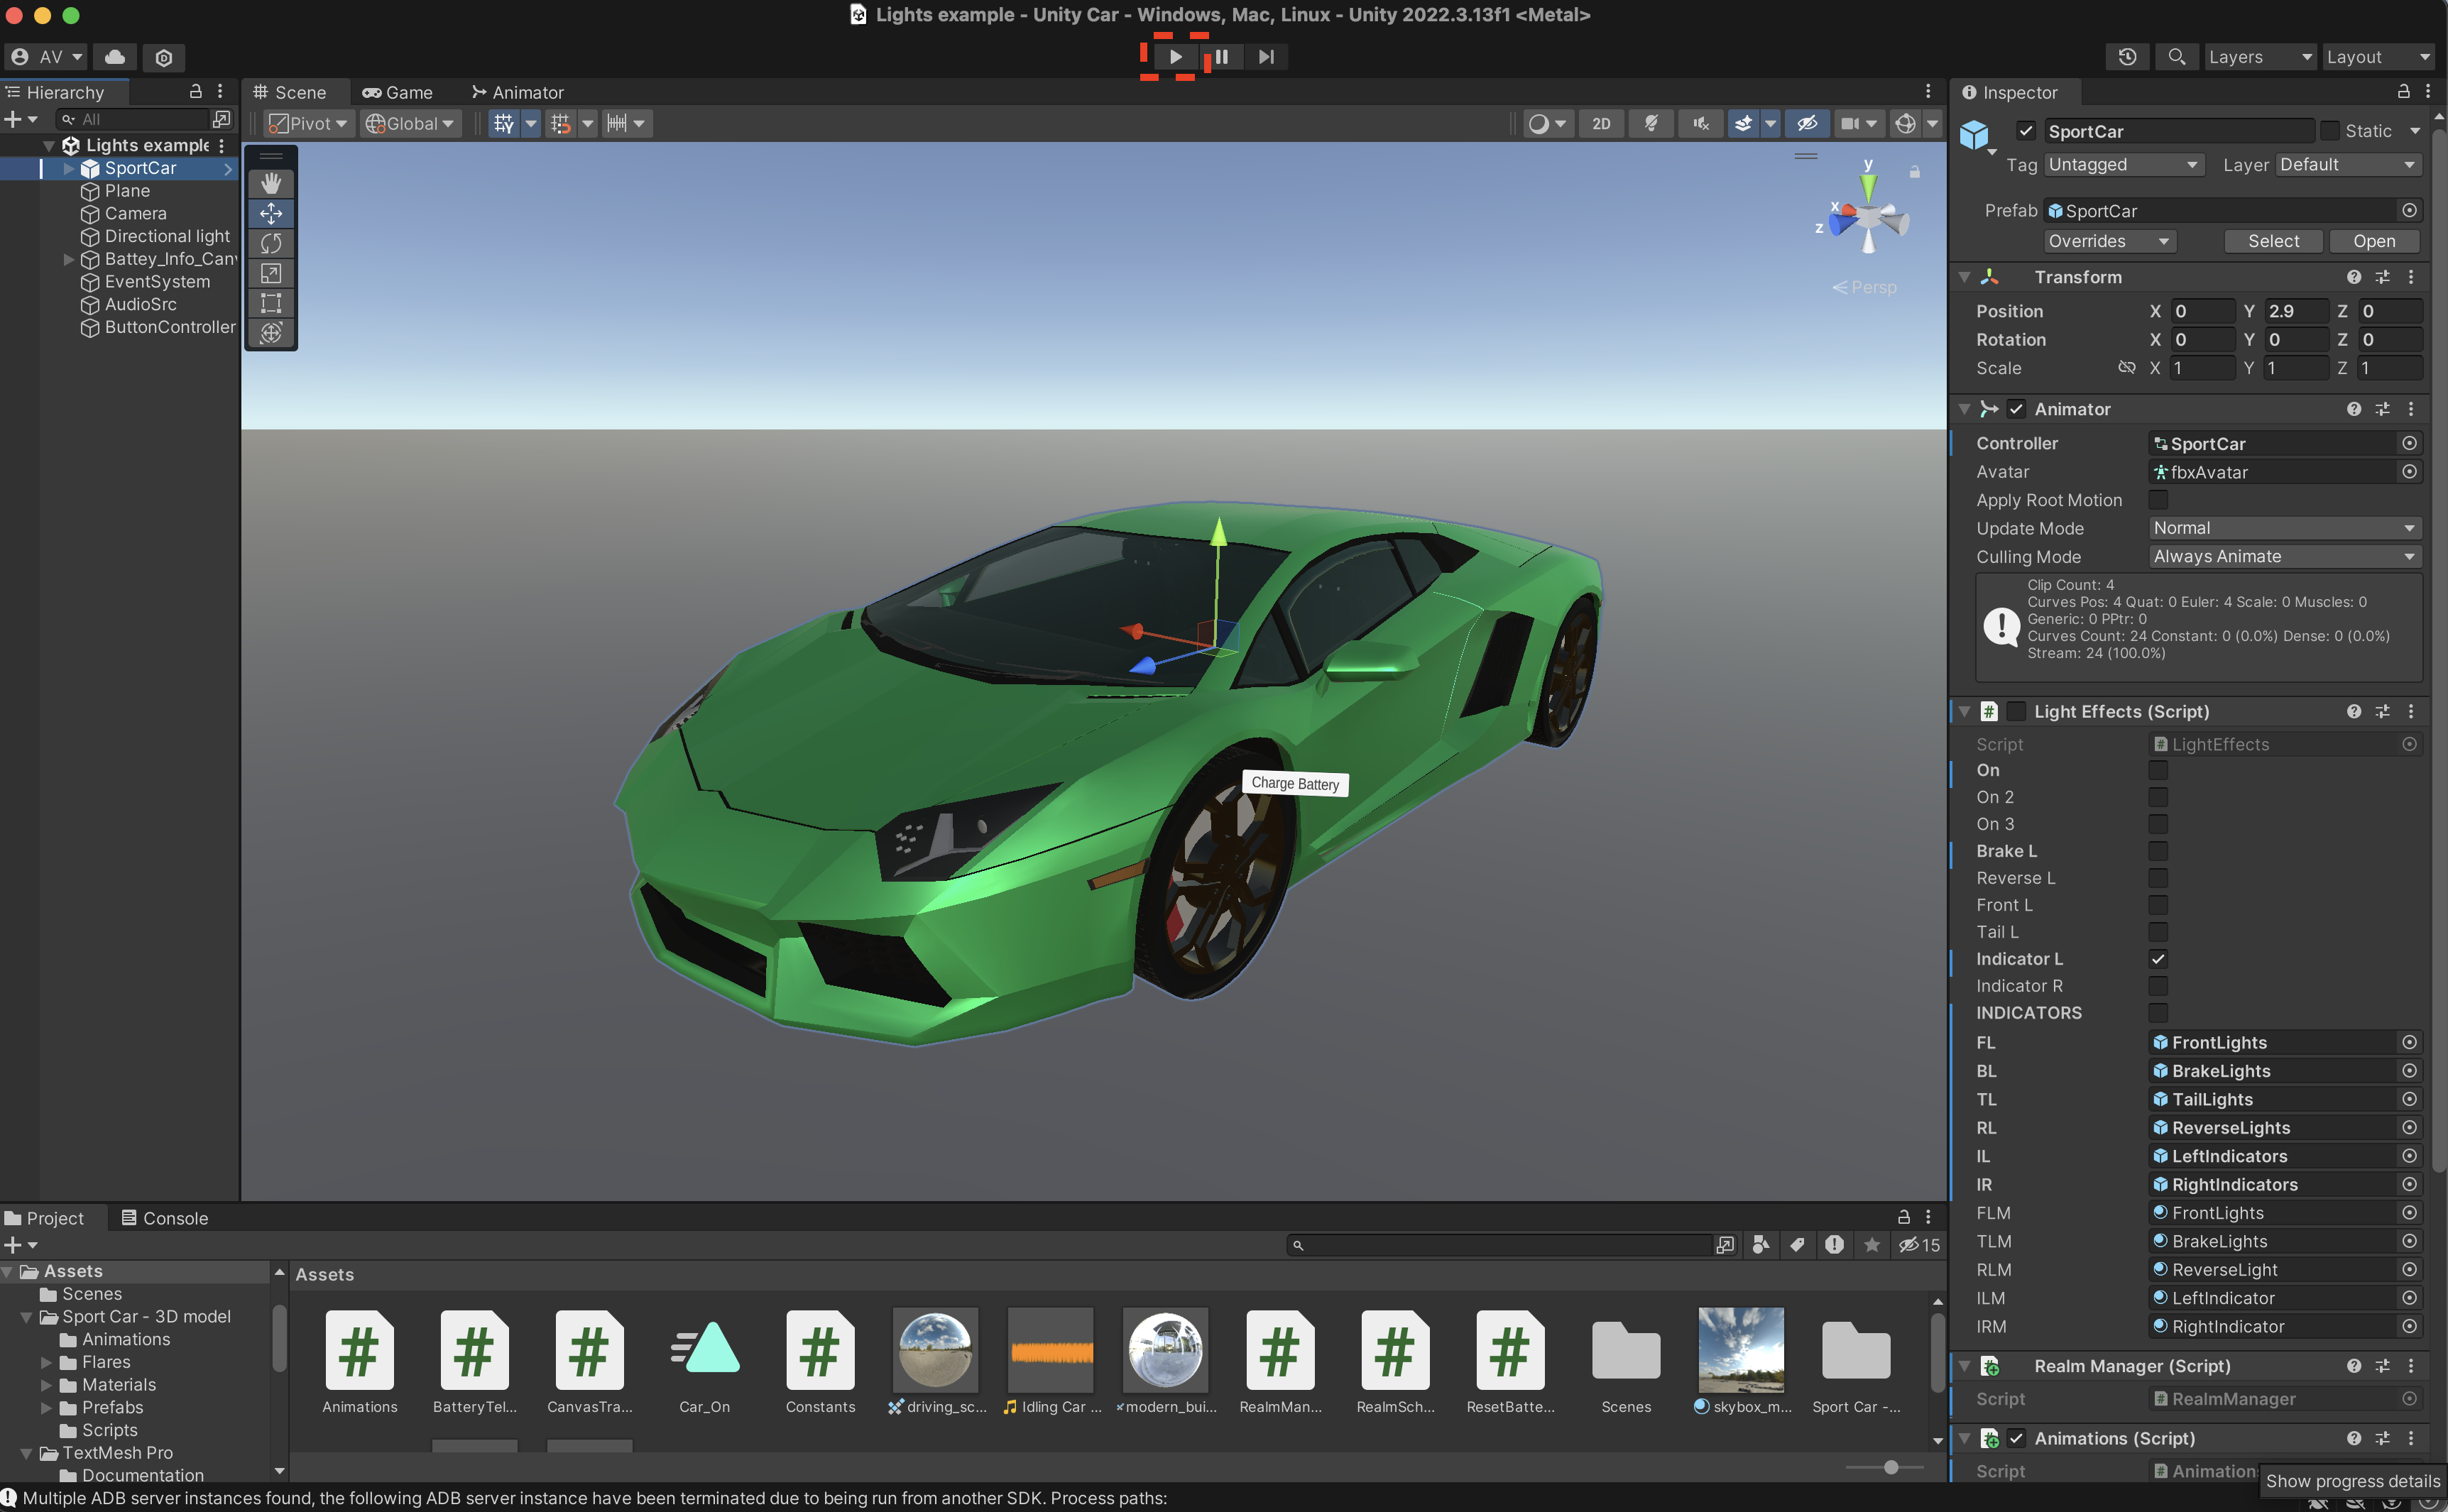 Lights example - Unity Car - Windows, Mac, Linux - Unity 2022.3.13f1 <Metal>
AV
Layers
Layout
Hierarchy
All
Lights example
SportCar
Plane
Camera
Directional light
Battey_Info_Can
EventSystem
AudioSrc
ButtonController
Scene
Game
Animator
Pivot
Global
2D
y
x
z
Persp
Charge Battery
Inspector
SportCar
Static
Tag
Untagged
Layer
Default
Prefab
SportCar
Overrides
Select
Open
Transform
Position X 0 Y 2.9 Z 0
Rotation X 0 Y 0 Z 0
Scale X 1 Y 1 Z 1
Animator
Controller SportCar
Avatar fbxAvatar
Apply Root Motion
Update Mode Normal
Culling Mode Always Animate
Clip Count: 4
Curves Pos: 4 Quat: 0 Euler: 4 Scale: 0 Muscles: 0
Generic: 0 PPtr: 0
Curves Count: 24 Constant: 0 (0.0%) Dense: 0 (0.0%)
Stream: 24 (100.0%)
# Light Effects (Script)
Script # LightEffects
On
On 2
On 3
Brake L
Reverse L
Front L
Tail L
Indicator L
Indicator R
INDICATORS
FL FrontLights
BL BrakeLights
TL TailLights
RL ReverseLights
IL LeftIndicators
IR RightIndicators
FLM FrontLights
TLM BrakeLights
RLM ReverseLight
ILM LeftIndicator
IRM RightIndicator
# Realm Manager (Script)
Script # RealmManager
# Animations (Script)
Script # Animation
Show progress details
Project
Console
15
Assets
Scenes
Sport Car - 3D model
Animations
Flares
Materials
Prefabs
Scripts
TextMesh Pro
Documentation
Assets
# # # # # # #
Animations
BatteryTel...
CanvasTra...
Car_On
Constants
driving_sc...
Idling Car ...
modern_bui...
RealmMan...
RealmSch...
ResetBatte...
Scenes
skybox_m...
Sport Car -...
Multiple ADB server instances found, the following ADB server instance have been terminated due to being run from another SDK. Process paths: